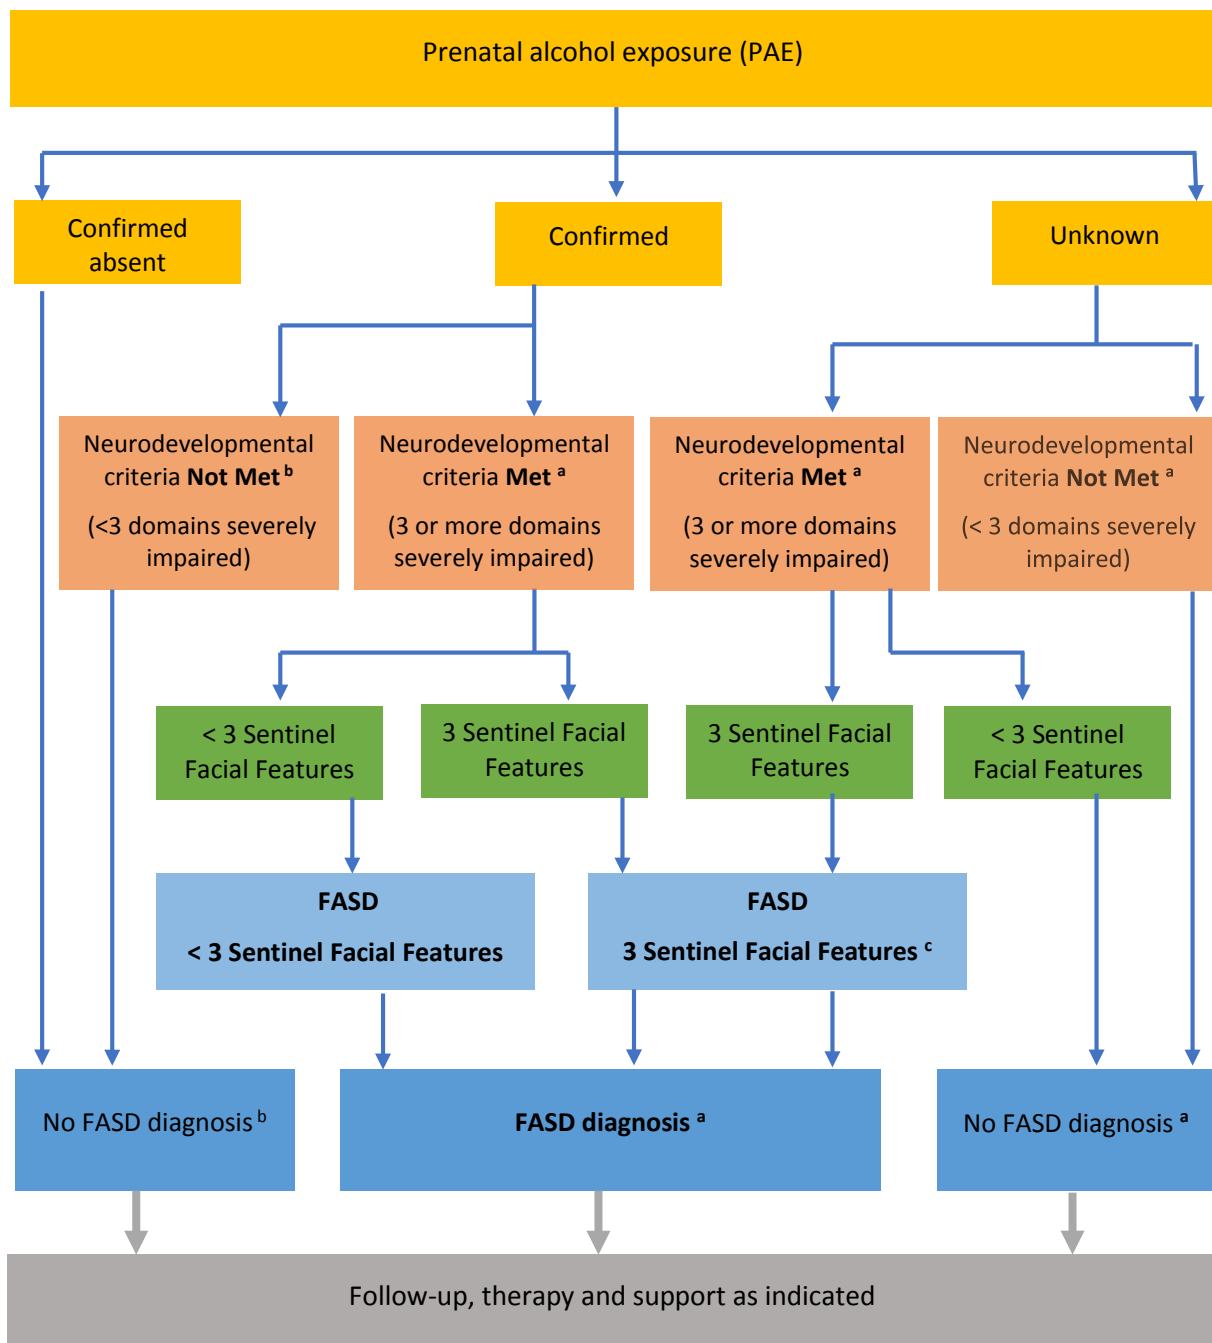 Prenatal alcohol exposure (PAE)
Confirmed
absent
Confirmed
Unknown
Neurodevelopmental
criteria Not Met b
(<3 domains severely
impaired)
Neurodevelopmental
criteria Met a
(3 or more domains
severely impaired)
Neurodevelopmental
criteria Met a
(3 or more domains
severely impaired)
Neurodevelopmental
criteria Not Met a
(< 3 domains severely
impaired)
< 3 Sentinel
Facial Features
3 Sentinel Facial
Features
3 Sentinel Facial
Features
< 3 Sentinel
Facial Features
FASD
< 3 Sentinel Facial Features
FASD
3 Sentinel Facial Features c
No FASD diagnosis b
FASD diagnosis a
No FASD diagnosis a
Follow-up, therapy and support as indicated